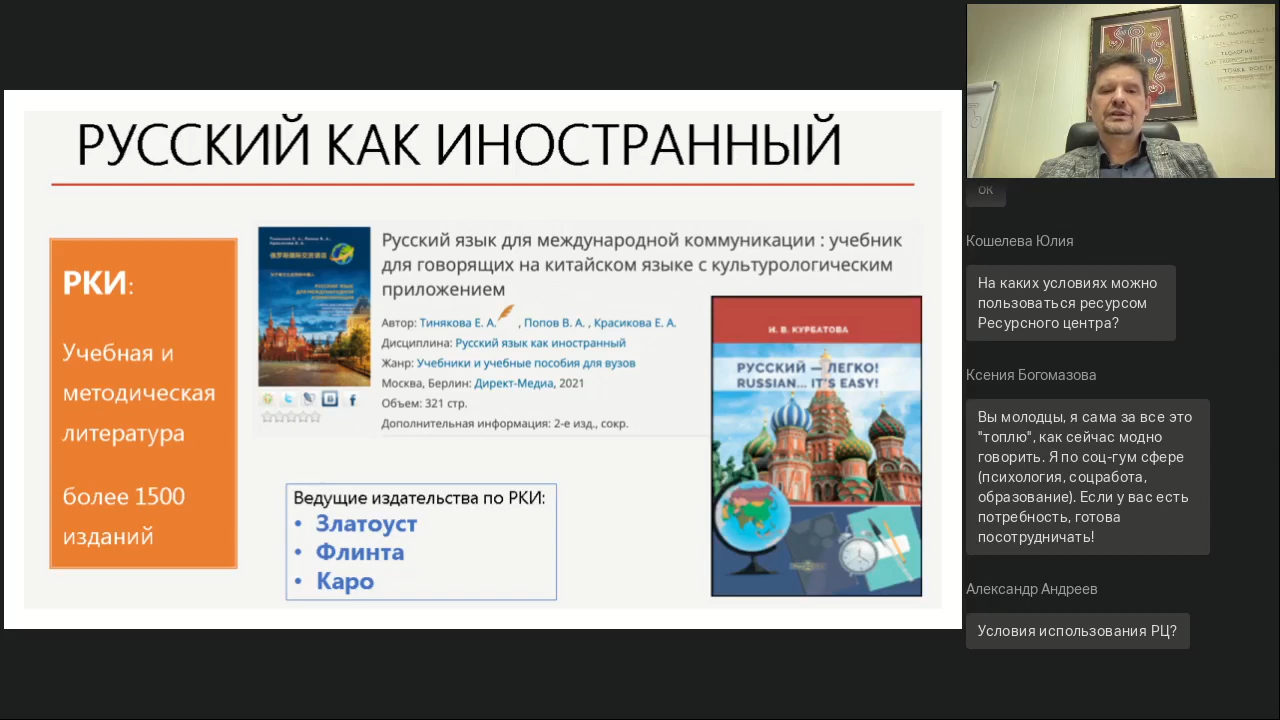 РУССКИЙ КАК ИНОСТРАННЫЙ
РКИ:
Учебная и
методическая
литература
более 1500
изданий
Русский язык для международной коммуникации : учебник
для говорящих на китайском языке с культурологическим
приложением
Автор: Тинякова Е. А. , Попов В. А. , Красикова Е. А.
Дисциплина: Русский язык как иностранный
Жанр: Учебники и учебные пособия для вузов
Москва, Берлин: Директ-Медиа, 2021
Объем: 321 стр.
Дополнительная информация: 2-е изд., сокр.
И. В. КУРБАТОВА
РУССКИЙ — ЛЕГКО!
RUSSIAN... IT'S EASY!
Ведущие издательства по РКИ:
• Златоуст
• Флинта
• Каро
СПО
ТОЧКА РОСТА
ок
Кошелева Юлия
На каких условиях можно
пользоваться ресурсом
Ресурсного центра?
Ксения Богомазова
Вы молодцы, я сама за все это
"топлю", как сейчас модно
говорить. Я по соц-гум сфере
(психология, соцработа,
образование). Если у вас есть
потребность, готова
посотрудничать!
Александр Андреев
Условия использования РЦ?